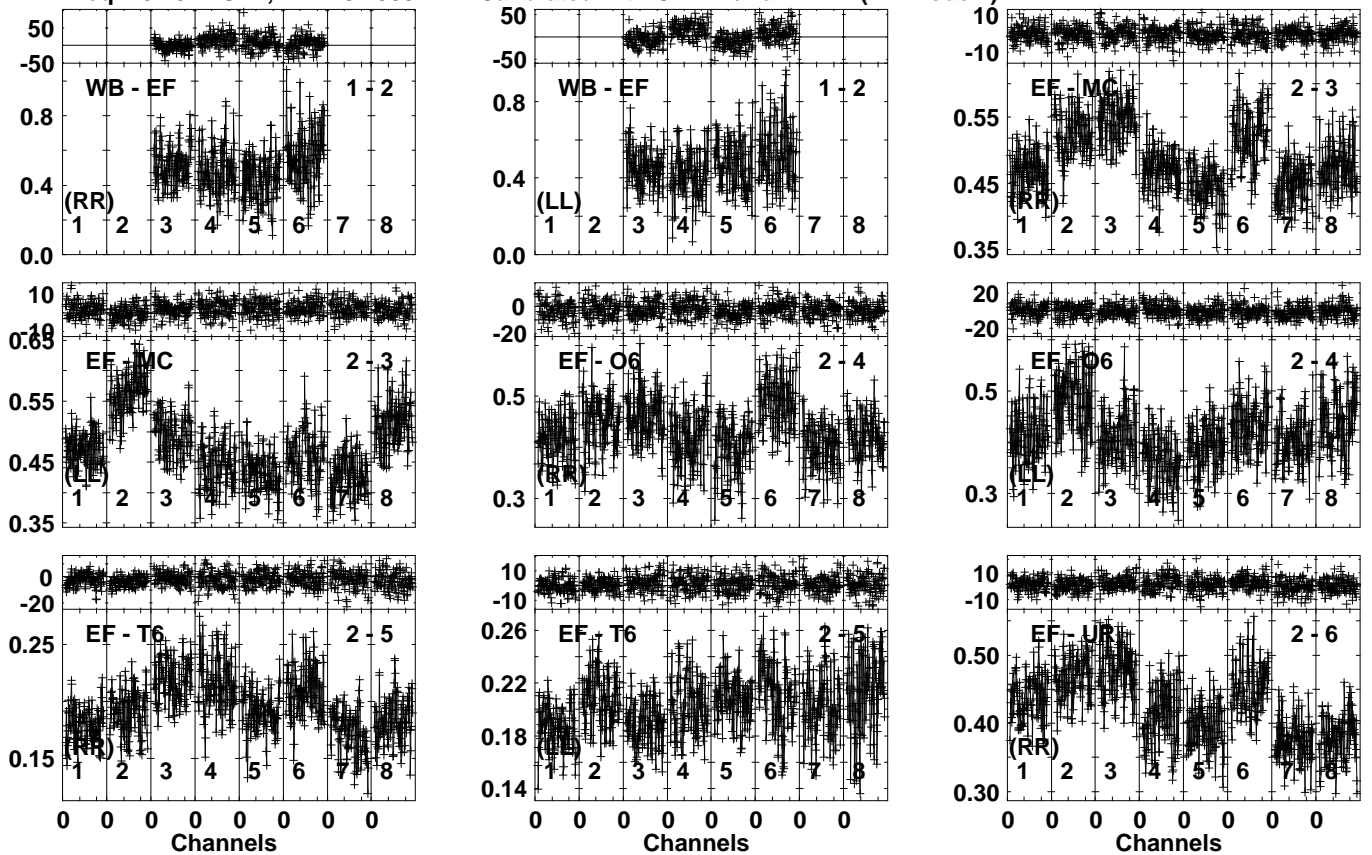 50
-50
WB - EF 1 - 2
0.8
0.4
0.0
(RR)
1 2 3 4 5 6 7 8
50
-50
WB - EF 1 - 2
0.8
0.4
0.0
(LL)
1 2 3 4 5 6 7 8
10
-10
EF - MC 2 - 3
0.55
0.45
0.35
(RR)
1 2 3 4 5 6 7 8
10
-10
0.65
EF - MC 2 - 3
0.55
0.45
0.35
(LL)
1 2 3 4 5 6 7 8
0
-20
EF - O6 2 - 4
0.5
0.3
(RR)
1 2 3 4 5 6 7 8
20
-20
EF - O6 2 - 4
0.5
0.3
(LL)
1 2 3 4 5 6 7 8
0
-20
EF - T6 2 - 5
0.25
0.15
(RR)
1 2 3 4 5 6 7 8
0 0 0 0 0 0 0 0
Channels
10
-10
0.26
EF - T6 2 - 5
0.22
0.18
0.14
(LL)
1 2 3 4 5 6 7 8
0 0 0 0 0 0 0 0
Channels
10
-10
EF - UR 2 - 6
0.50
0.40
0.30
(RR)
1 2 3 4 5 6 7 8
0 0 0 0 0 0 0 0
Channels